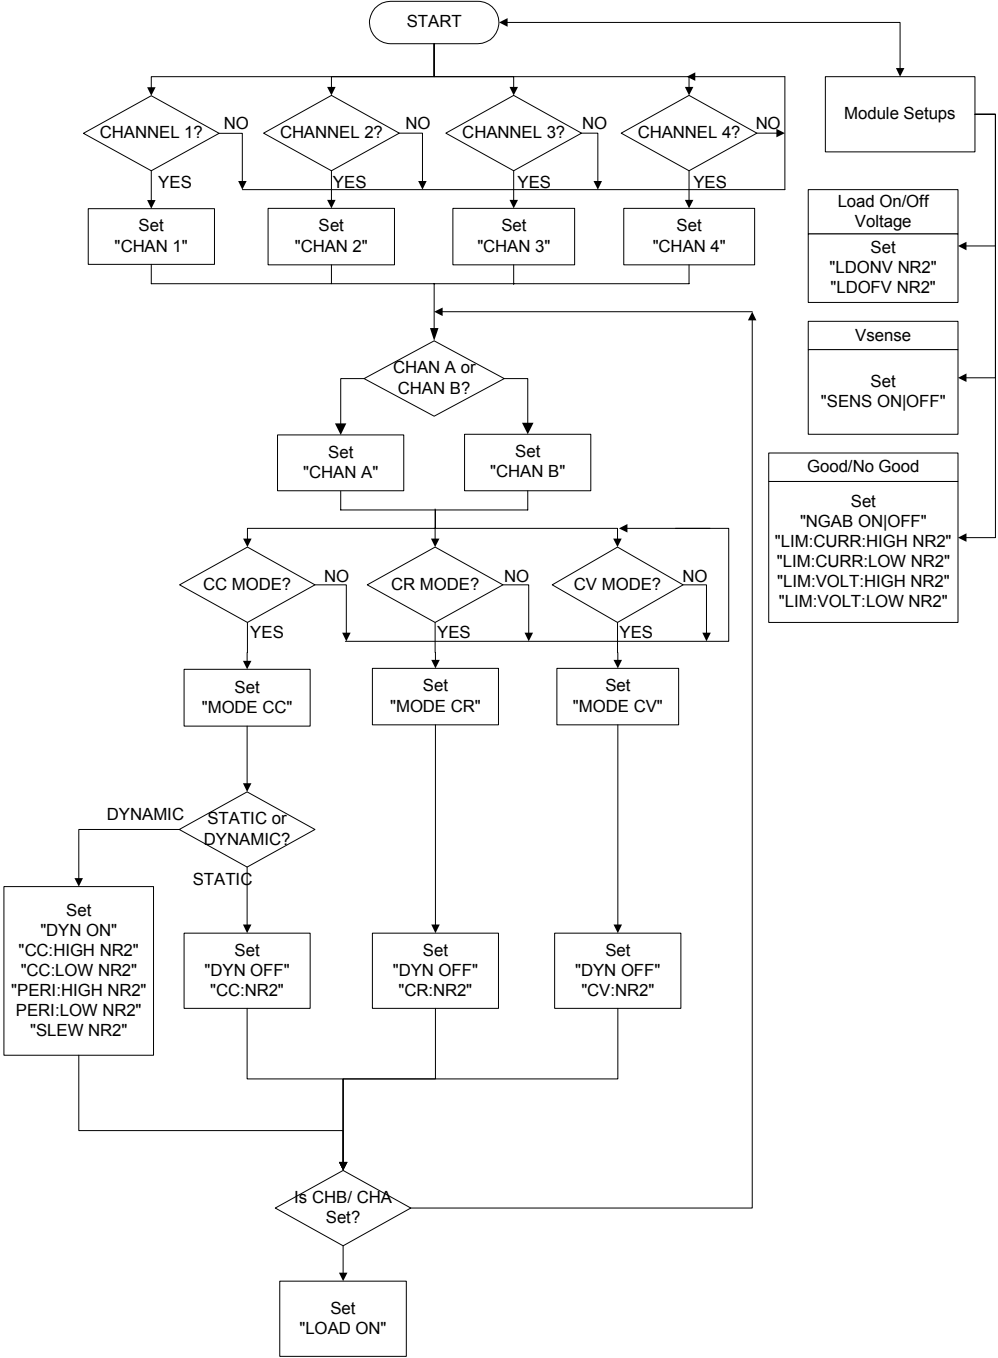 START
Module Setups
CHANNEL 1?
NO
CHANNEL 2?
NO
CHANNEL 3?
NO
CHANNEL 4?
NO
YES
YES
YES
YES
Set
"CHAN 1"
Set
"CHAN 2"
Set
"CHAN 3"
Set
"CHAN 4"
Load On/Off
Voltage
Set
"LDONV NR2"
"LDOFV NR2"
Vsense
Set
"SENS ON|OFF"
Good/No Good
Set
"NGAB ON|OFF"
"LIM:CURR:HIGH NR2"
"LIM:CURR:LOW NR2"
"LIM:VOLT:HIGH NR2"
"LIM:VOLT:LOW NR2"
CHAN A or
CHAN B?
Set
"CHAN A"
Set
"CHAN B"
CC MODE?
NO
CR MODE?
NO
CV MODE?
NO
YES
YES
YES
Set
"MODE CC"
Set
"MODE CR"
Set
"MODE CV"
DYNAMIC
STATIC or
DYNAMIC?
STATIC
Set
"DYN ON"
"CC:HIGH NR2"
"CC:LOW NR2"
"PERI:HIGH NR2"
PERI:LOW NR2"
"SLEW NR2"
Set
"DYN OFF"
"CC:NR2"
Set
"DYN OFF"
"CR:NR2"
Set
"DYN OFF"
"CV:NR2"
Is CHB/ CHA
Set?
Set
"LOAD ON"